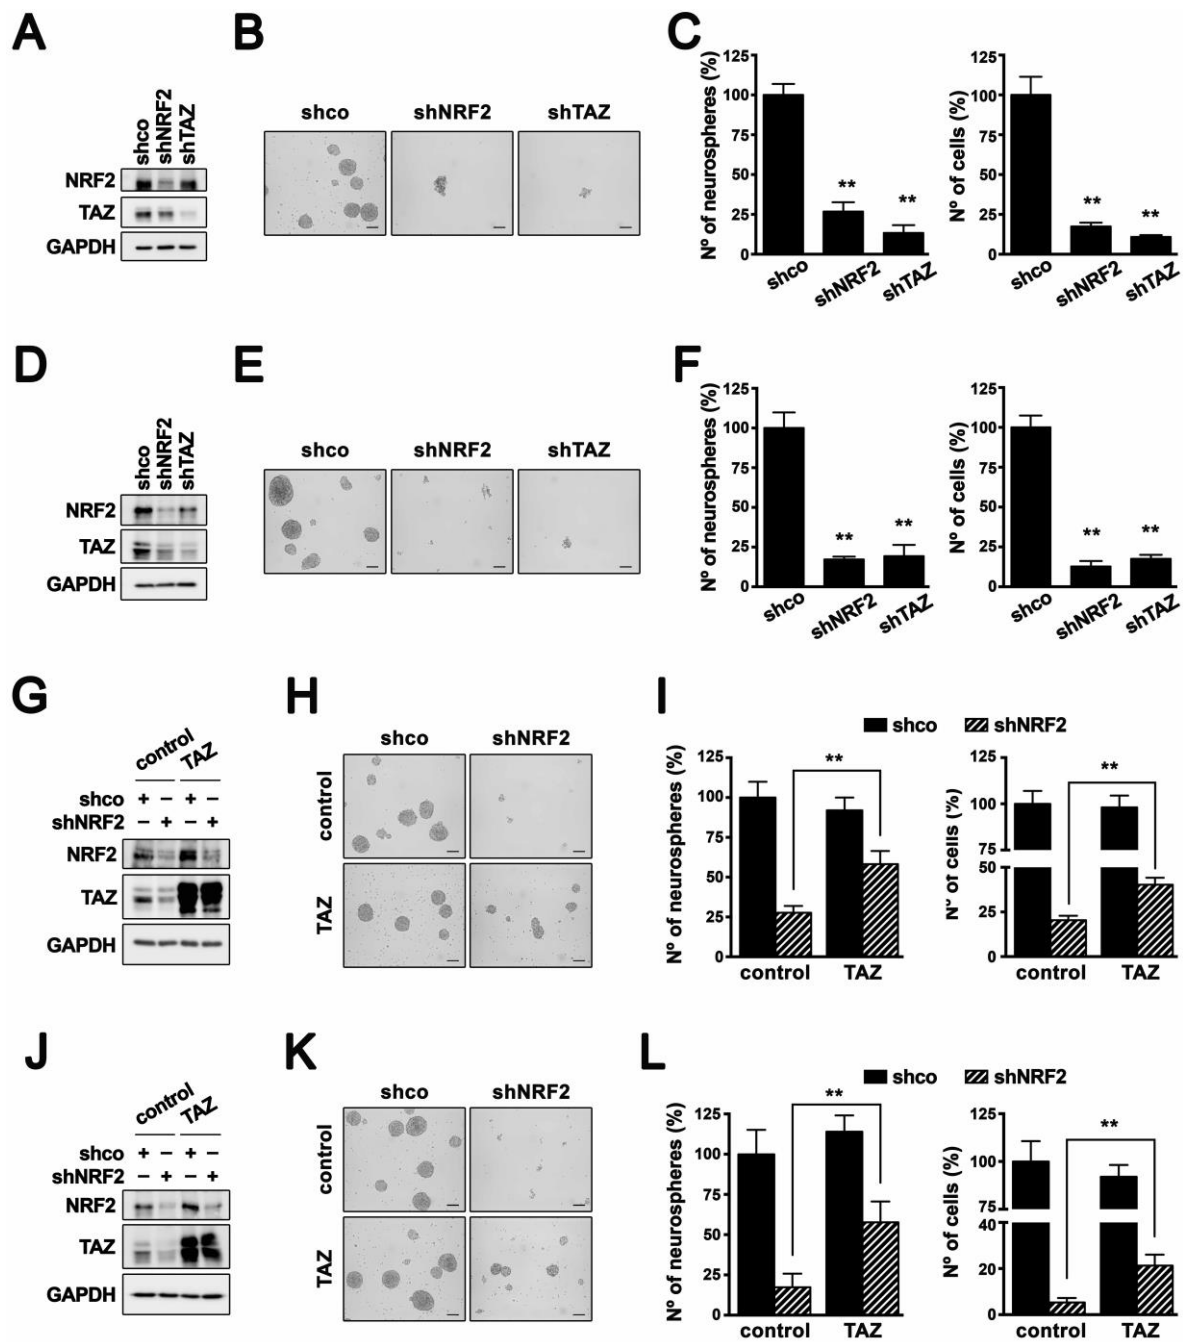 A
shco
shNRF2
shTAZ
NRF2
TAZ
GAPDH
B
shco shNRF2 shTAZ
C
Nº of neurospheres (%)
125
100
75
50
25
0
**
**
shco
shNRF2
shTAZ
Nº of cells (%)
125
100
75
50
25
0
**
**
shco
shNRF2
shTAZ
D
shco
shNRF2
shTAZ
NRF2
TAZ
GAPDH
E
shco shNRF2 shTAZ
F
Nº of neurospheres (%)
125
100
75
50
25
0
**
**
shco
shNRF2
shTAZ
Nº of cells (%)
125
100
75
50
25
0
**
**
shco
shNRF2
shTAZ
G
control
TAZ
shco + – + –
shNRF2 – + – +
NRF2
TAZ
GAPDH
H
shco shNRF2
control
TAZ
I
shco shNRF2
Nº of neurospheres (%)
125
100
75
50
25
0
**
control TAZ
Nº of cells (%)
125
100
75
50
25
0
**
control TAZ
J
control
TAZ
shco + – + –
shNRF2 – + – +
NRF2
TAZ
GAPDH
K
shco shNRF2
control
TAZ
L
shco shNRF2
Nº of neurospheres (%)
125
100
75
50
25
0
**
control TAZ
Nº of cells (%)
125
100
75
40
20
0
**
control TAZ